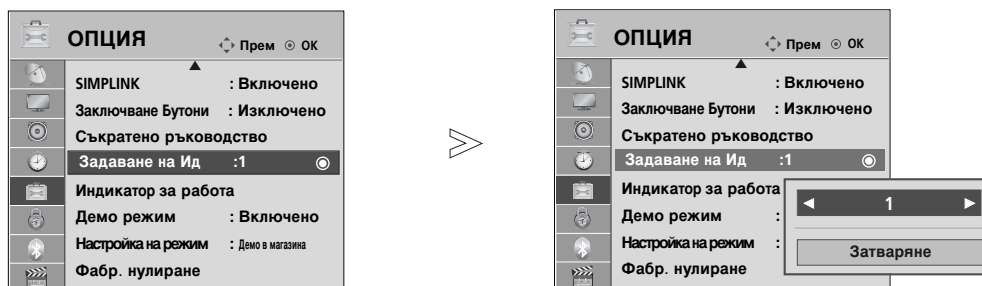 ОПЦИЯ
Прем ОК
SIMPLINK : Включено
Заключване Бутони : Изключено
Съкратено ръководство
Задаване на Ид :1
Индикатор за работа
Демо режим : Включено
Настройка на режим : Демо в магазина
Фабр. нулиране
ОПЦИЯ
Прем ОК
SIMPLINK : Включено
Заключване Бутони : Изключено
Съкратено ръководство
Задаване на Ид :1
Индикатор за работа
Демо режим :
Настройка на режим :
Фабр. нулиране
◄ 1 ►
Затваряне